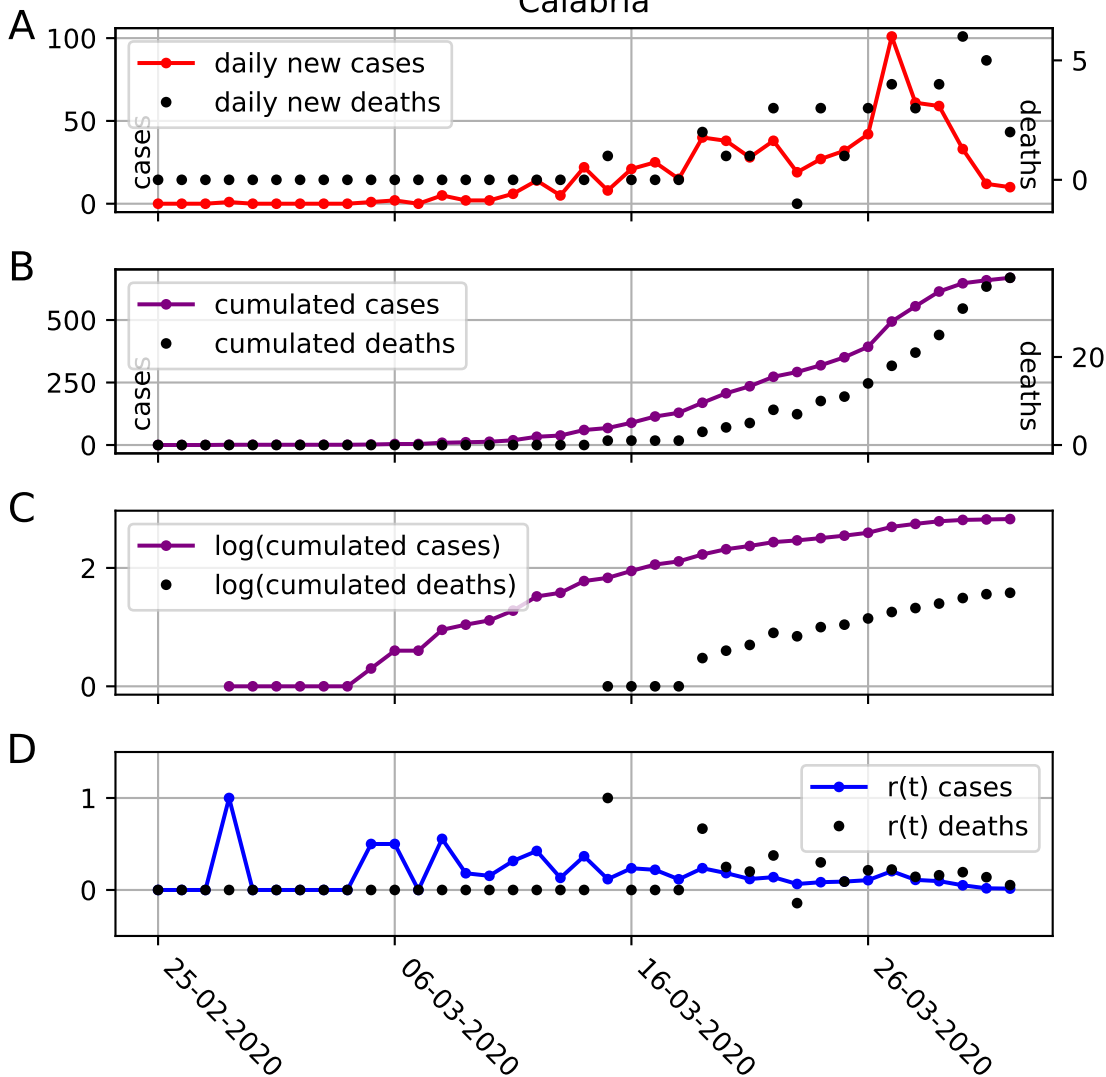 Calabria
A
100
50
0
cases
daily new cases
daily new deaths
deaths
5
0
B
500
250
0
cases
cumulated cases
cumulated deaths
deaths
20
0
C
2
0
log(cumulated cases)
log(cumulated deaths)
D
1
0
r(t) cases
r(t) deaths
25-02-2020
06-03-2020
16-03-2020
26-03-2020